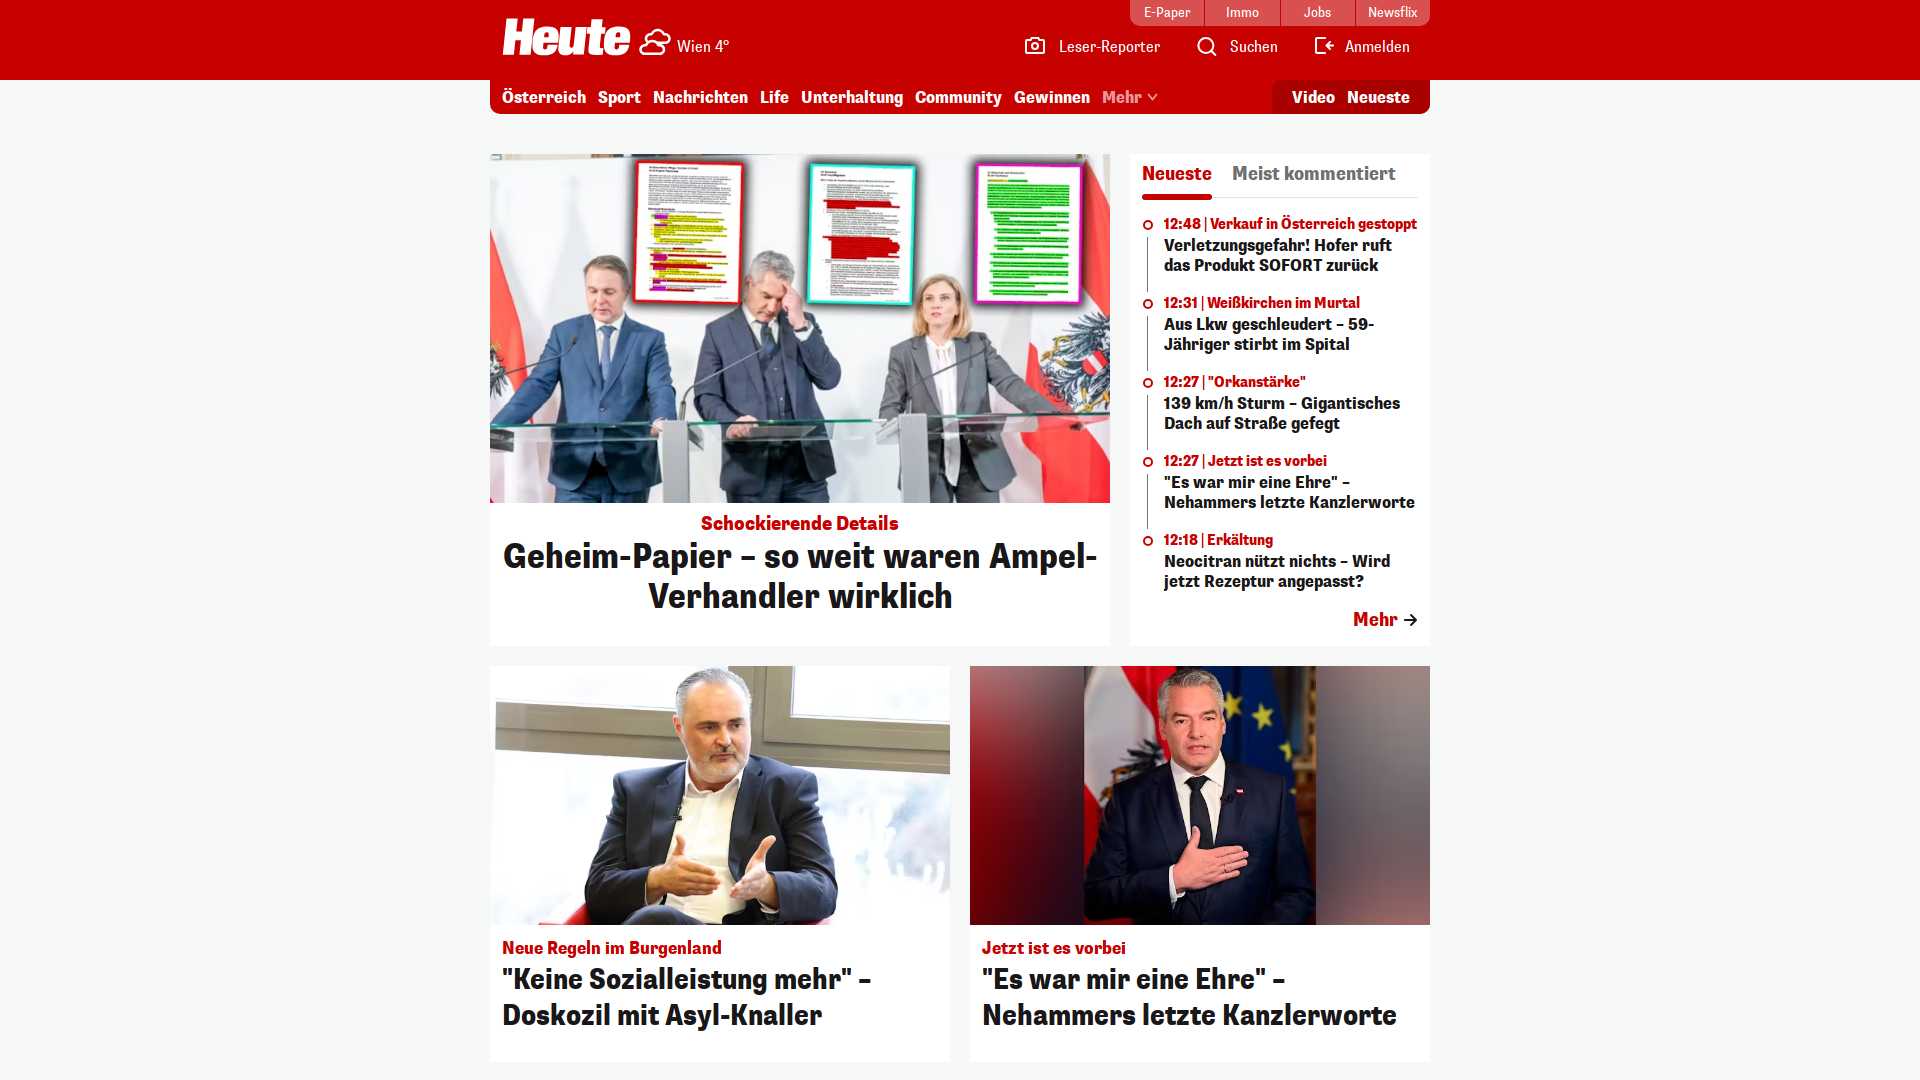 E-Paper
Immo
Jobs
Newsflix
Heute
Wien 4°
Leser-Reporter
Suchen
Anmelden
Österreich
Sport
Nachrichten
Life
Unterhaltung
Community
Gewinnen
Mehr
Video
Neueste
Schockierende Details
Geheim-Papier – so weit waren Ampel-
Verhandler wirklich
Neueste
Meist kommentiert
12:48 | Verkauf in Österreich gestoppt
Verletzungsgefahr! Hofer ruft
das Produkt SOFORT zurück
12:31 | Weißkirchen im Murtal
Aus Lkw geschleudert – 59-
Jähriger stirbt im Spital
12:27 | "Orkanstärke"
139 km/h Sturm – Gigantisches
Dach auf Straße gefegt
12:27 | Jetzt ist es vorbei
"Es war mir eine Ehre" –
Nehammers letzte Kanzlerworte
12:18 | Erkältung
Neocitran nützt nichts – Wird
jetzt Rezeptur angepasst?
Mehr
Neue Regeln im Burgenland
"Keine Sozialleistung mehr" –
Doskozil mit Asyl-Knaller
Jetzt ist es vorbei
"Es war mir eine Ehre" –
Nehammers letzte Kanzlerworte